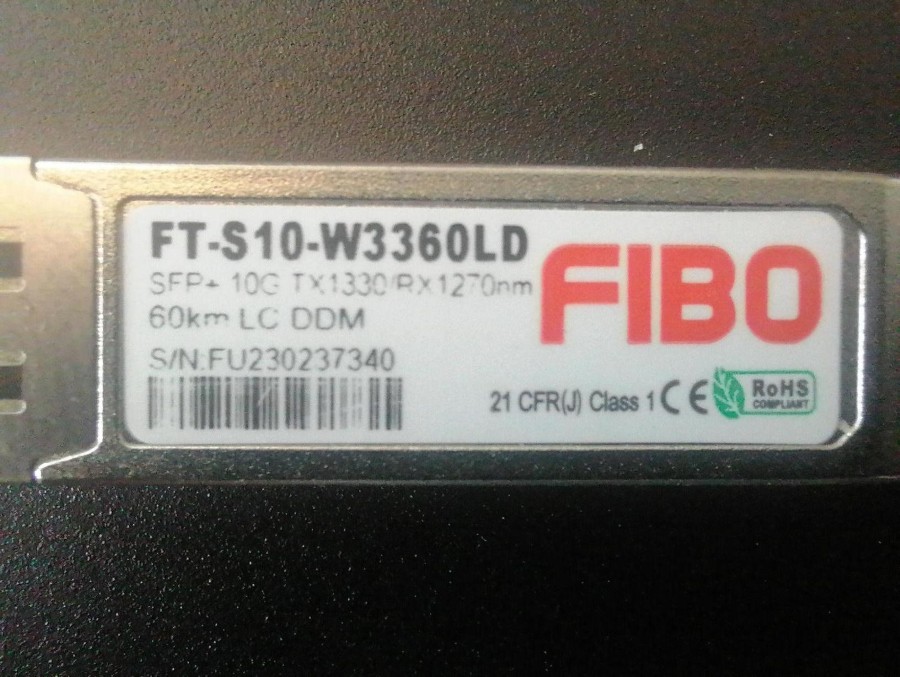 FT-S10-W3360LD
SFP+ 10G TX1330/RX1270nm
60km LC DDM
FIBO
S/N:FU230237340
21 CFR(J) Class 1 CE RoHS
COMPLIANT